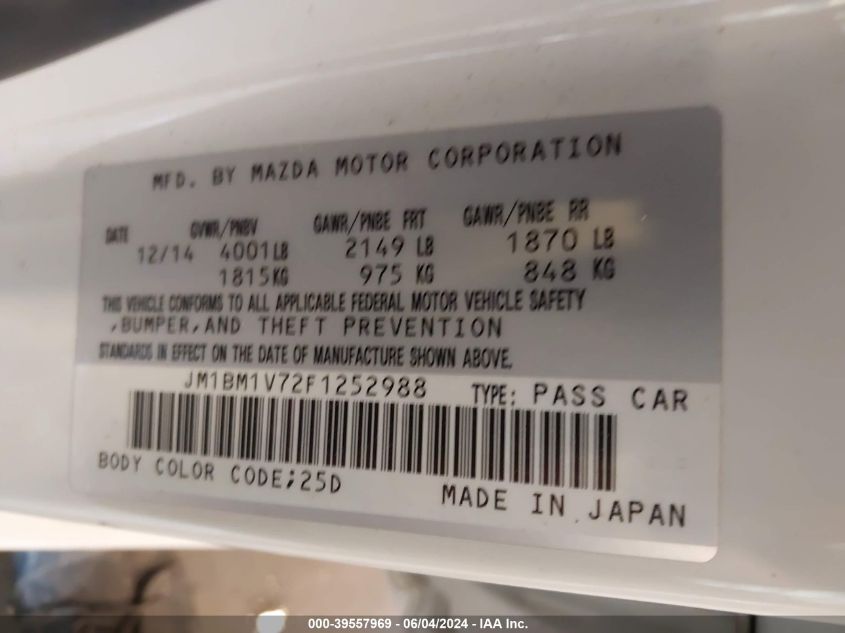 MFD. BY MAZDA MOTOR CORPORATION
DATE GVWR/PNBV GAWR/PNBE FRT GAWR/PNBE RR
12/14 4001LB 2149 LB 1870 LB
1815KG 975 KG 848 KG
THIS VEHICLE CONFORMS TO ALL APPLICABLE FEDERAL MOTOR VEHICLE SAFETY
,BUMPER,AND THEFT PREVENTION
STANDARDS IN EFFECT ON THE DATE OF MANUFACTURE SHOWN ABOVE.
JM1BM1V72F1252988 TYPE: PASS CAR
BODY COLOR CODE;25D
MADE IN JAPAN
000-39557969 - 06/04/2024 - IAA Inc.